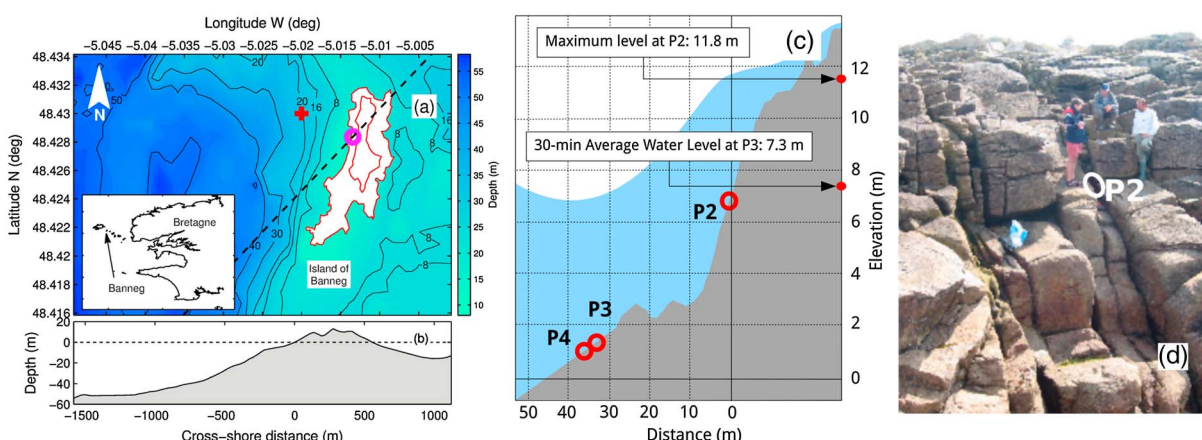 Longitude W (deg)
−5.045 −5.04 −5.035 −5.03 −5.025 −5.02 −5.015 −5.01 −5.005
48.434
48.432
48.43
48.428
48.426
48.424
48.422
48.42
48.418
48.416
Latitude N (deg)
N
20
50
8
20
16
8
8
16
8
40
30
8
(a)
Bretagne
Banneg
Island of
Banneg
55
50
45
40
35
30
25
20
15
10
Depth (m)
20
0
−20
−40
−60
Depth (m)
(b)
−1500 −1000 −500 0 500 1000
Cross-shore distance (m)
(c)
Maximum level at P2: 11.8 m
30-min Average Water Level at P3: 7.3 m
P2
P3
P4
12
10
8
6
4
2
0
Elevation (m)
50 40 30 20 10 0
Distance (m)
P2
(d)